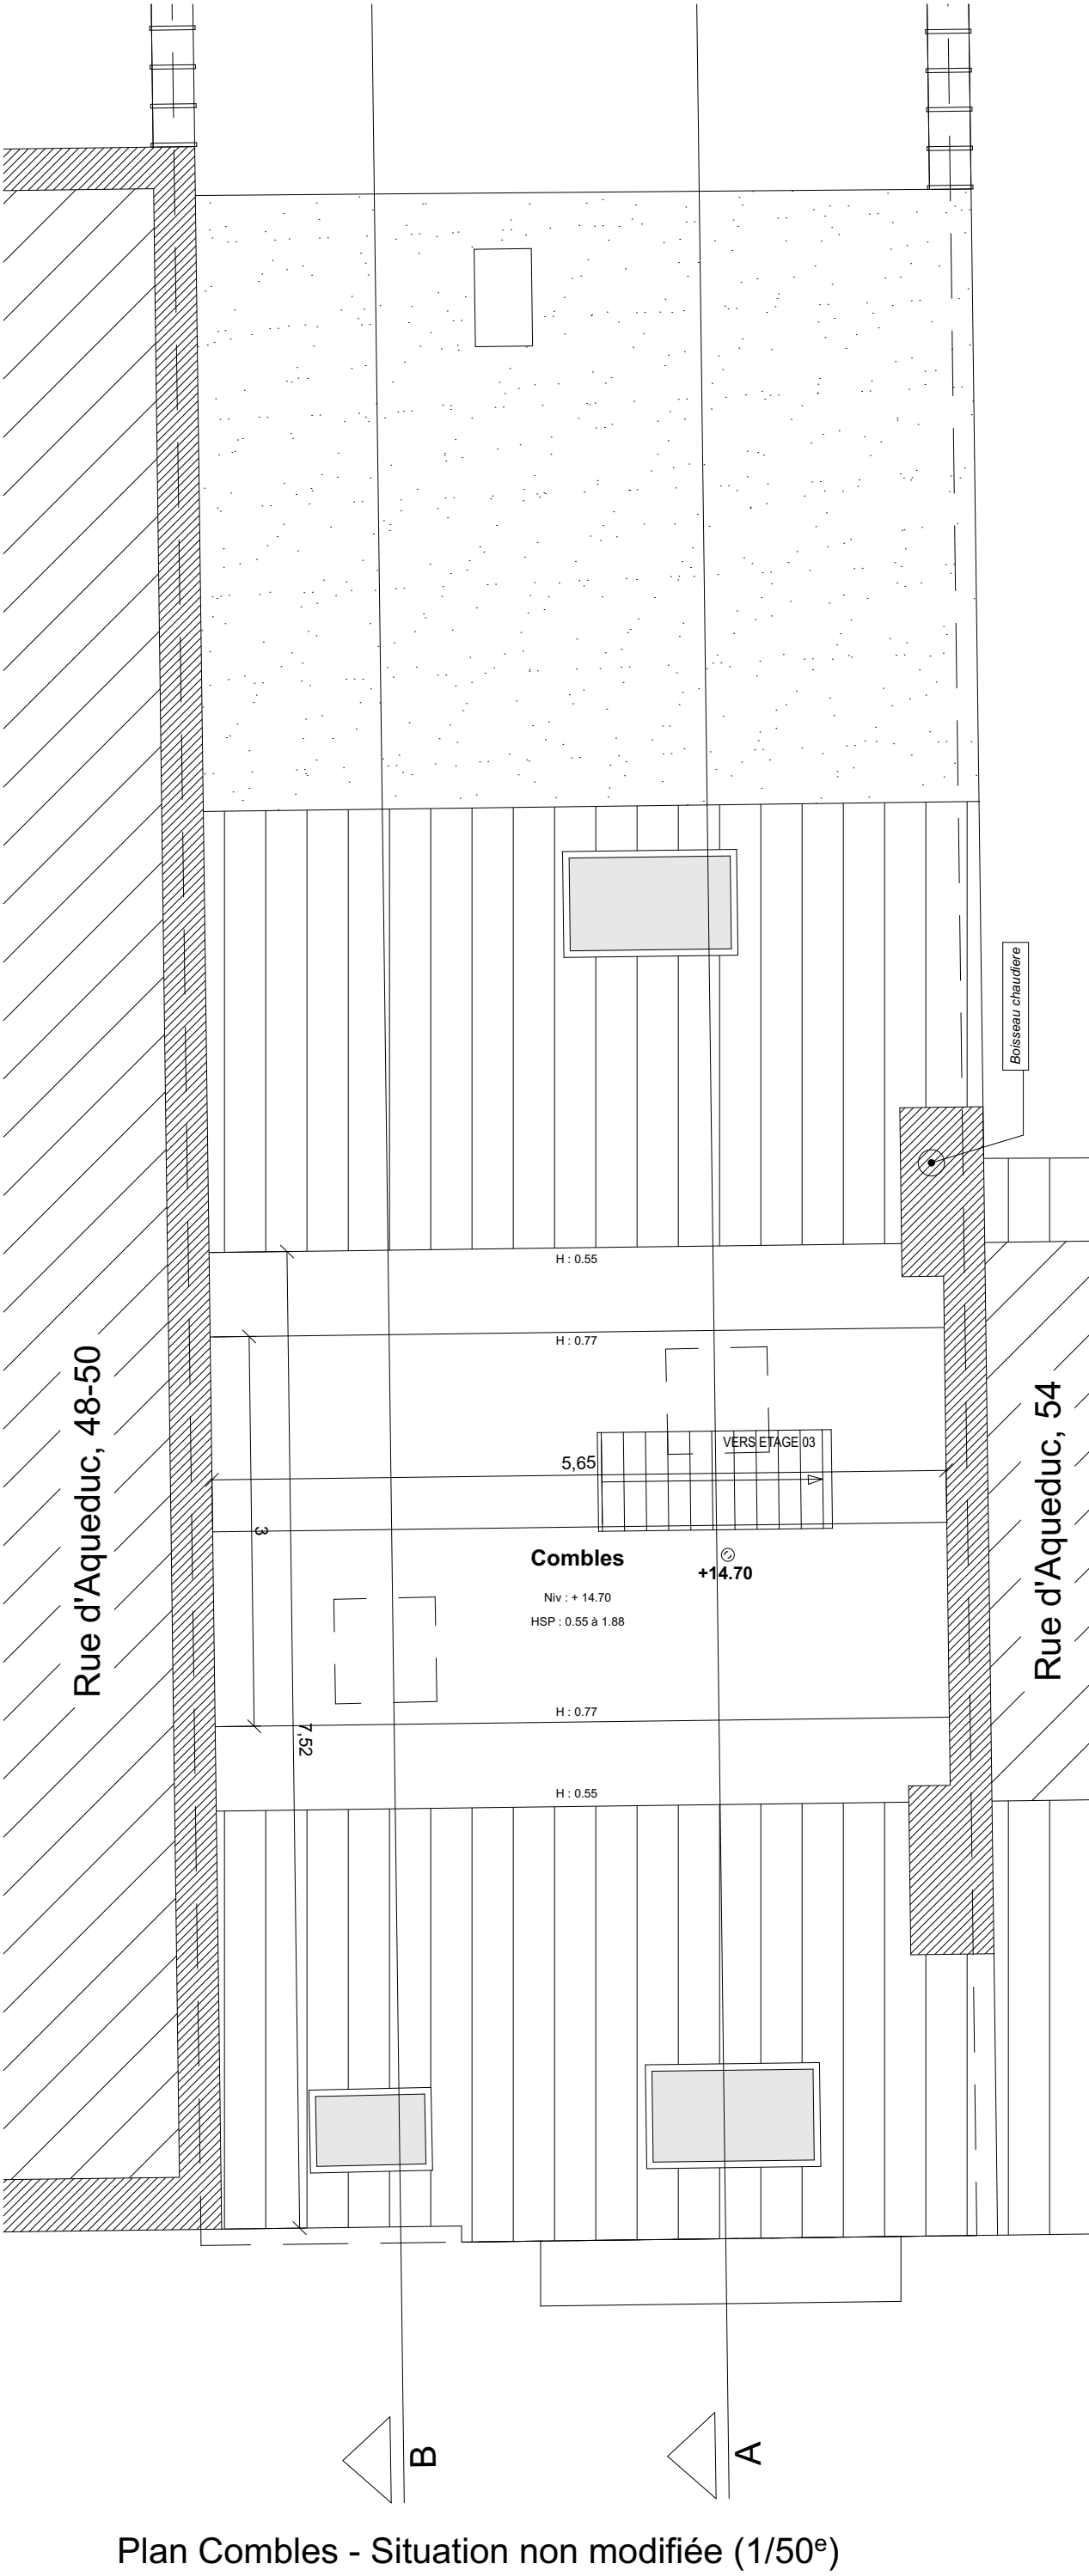 Boisseau chaudiere
H : 0.55
H : 0.77
Rue d'Aqueduc, 48-50
Rue d'Aqueduc, 54
VERS ETAGE 03
5,65
3
Combles
+14.70
Niv : + 14.70
HSP : 0.55 à 1.88
H : 0.77
7,52
H : 0.55
B
A
Plan Combles - Situation non modifiée (1/50e)